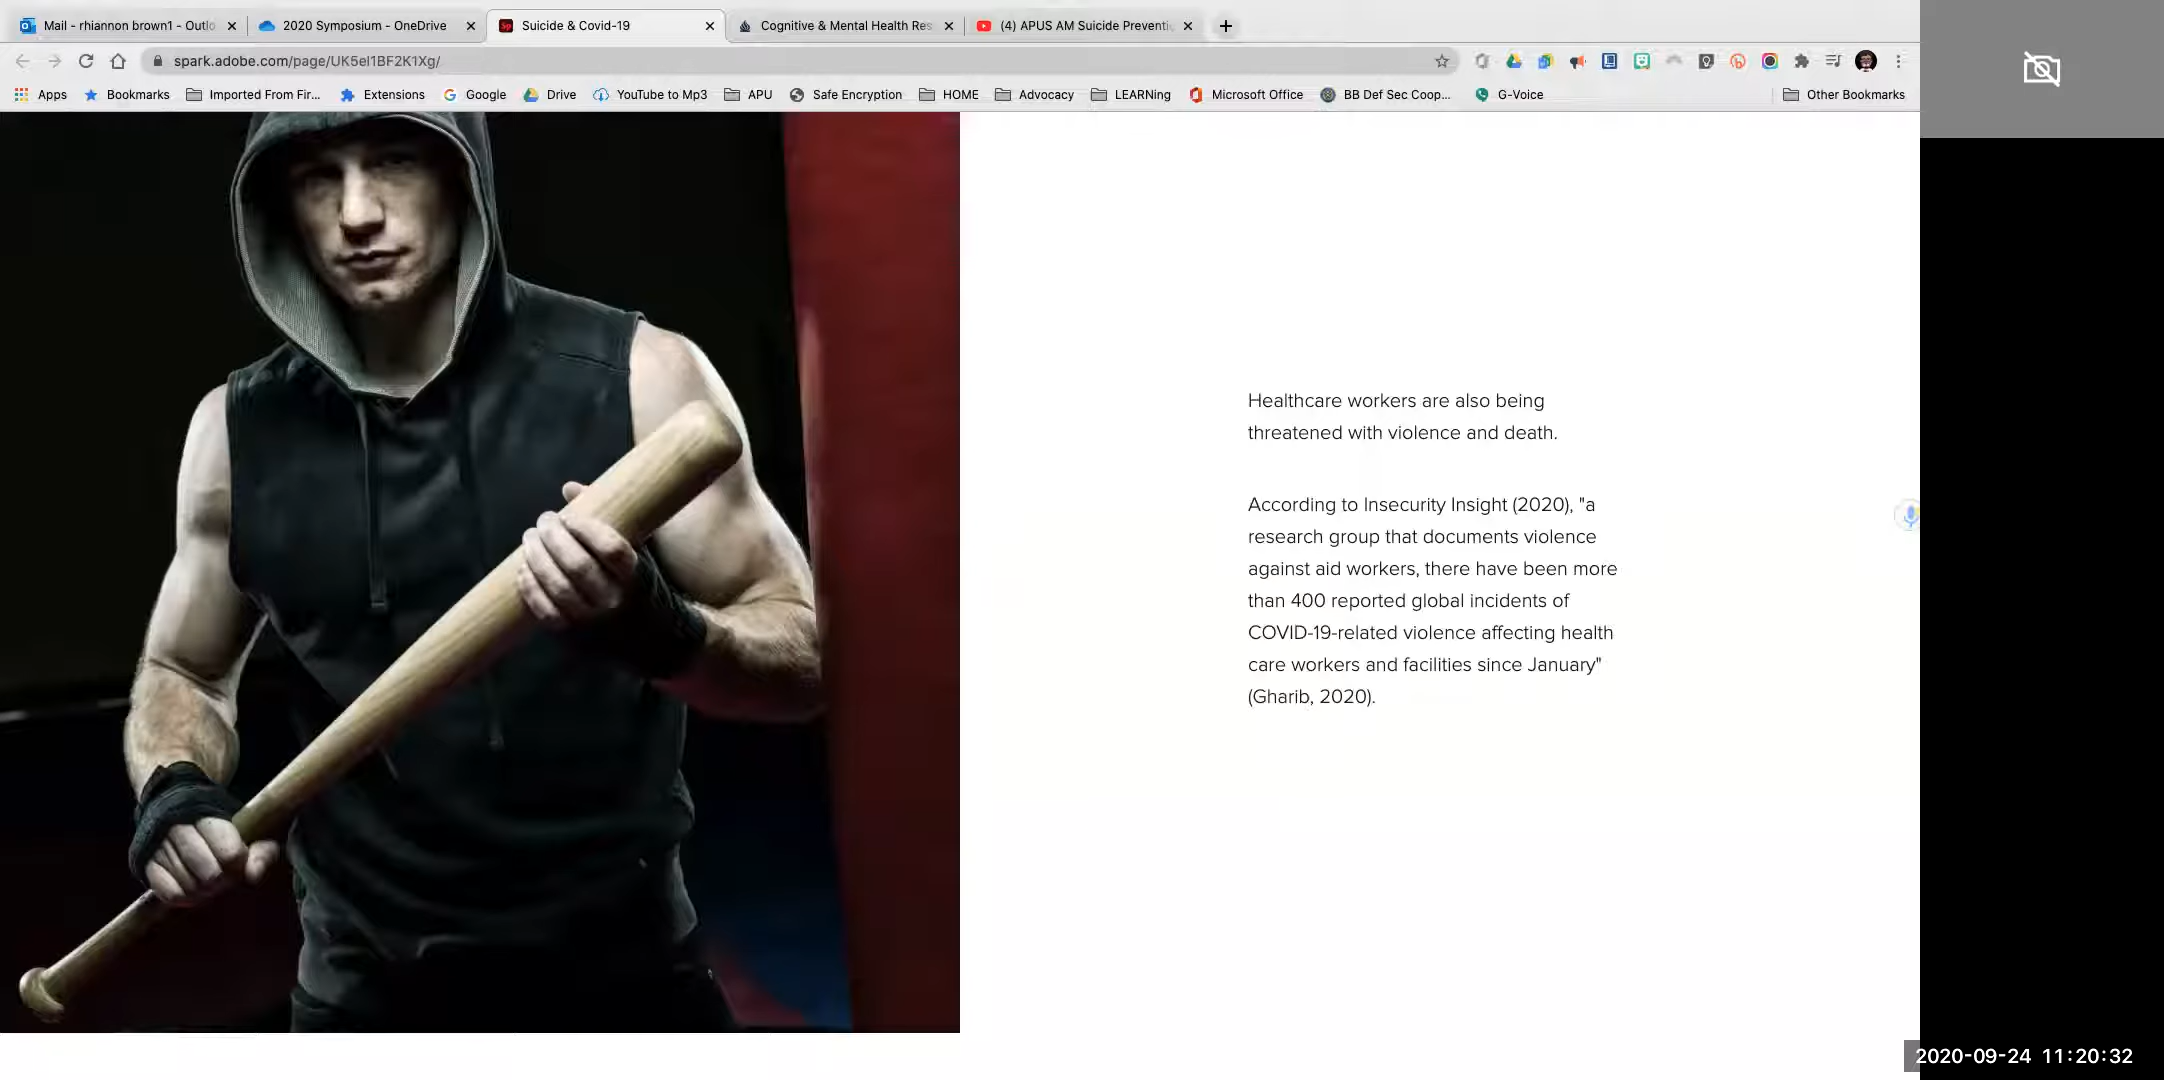 Mail - rhiannon brown1 - Outlo
2020 Symposium - OneDrive
Suicide & Covid-19
Cognitive & Mental Health Res
(4) APUS AM Suicide Preventi
spark.adobe.com/page/UK5eI1BF2K1Xg/
Apps
Bookmarks
Imported From Fir...
Extensions
Google
Drive
YouTube to Mp3
APU
Safe Encryption
HOME
Advocacy
LEARNing
Microsoft Office
BB Def Sec Coop...
G-Voice
Other Bookmarks
Healthcare workers are also being
threatened with violence and death.
According to Insecurity Insight (2020), "a
research group that documents violence
against aid workers, there have been more
than 400 reported global incidents of
COVID-19-related violence affecting health
care workers and facilities since January"
(Gharib, 2020).
2020-09-24 11:20:32